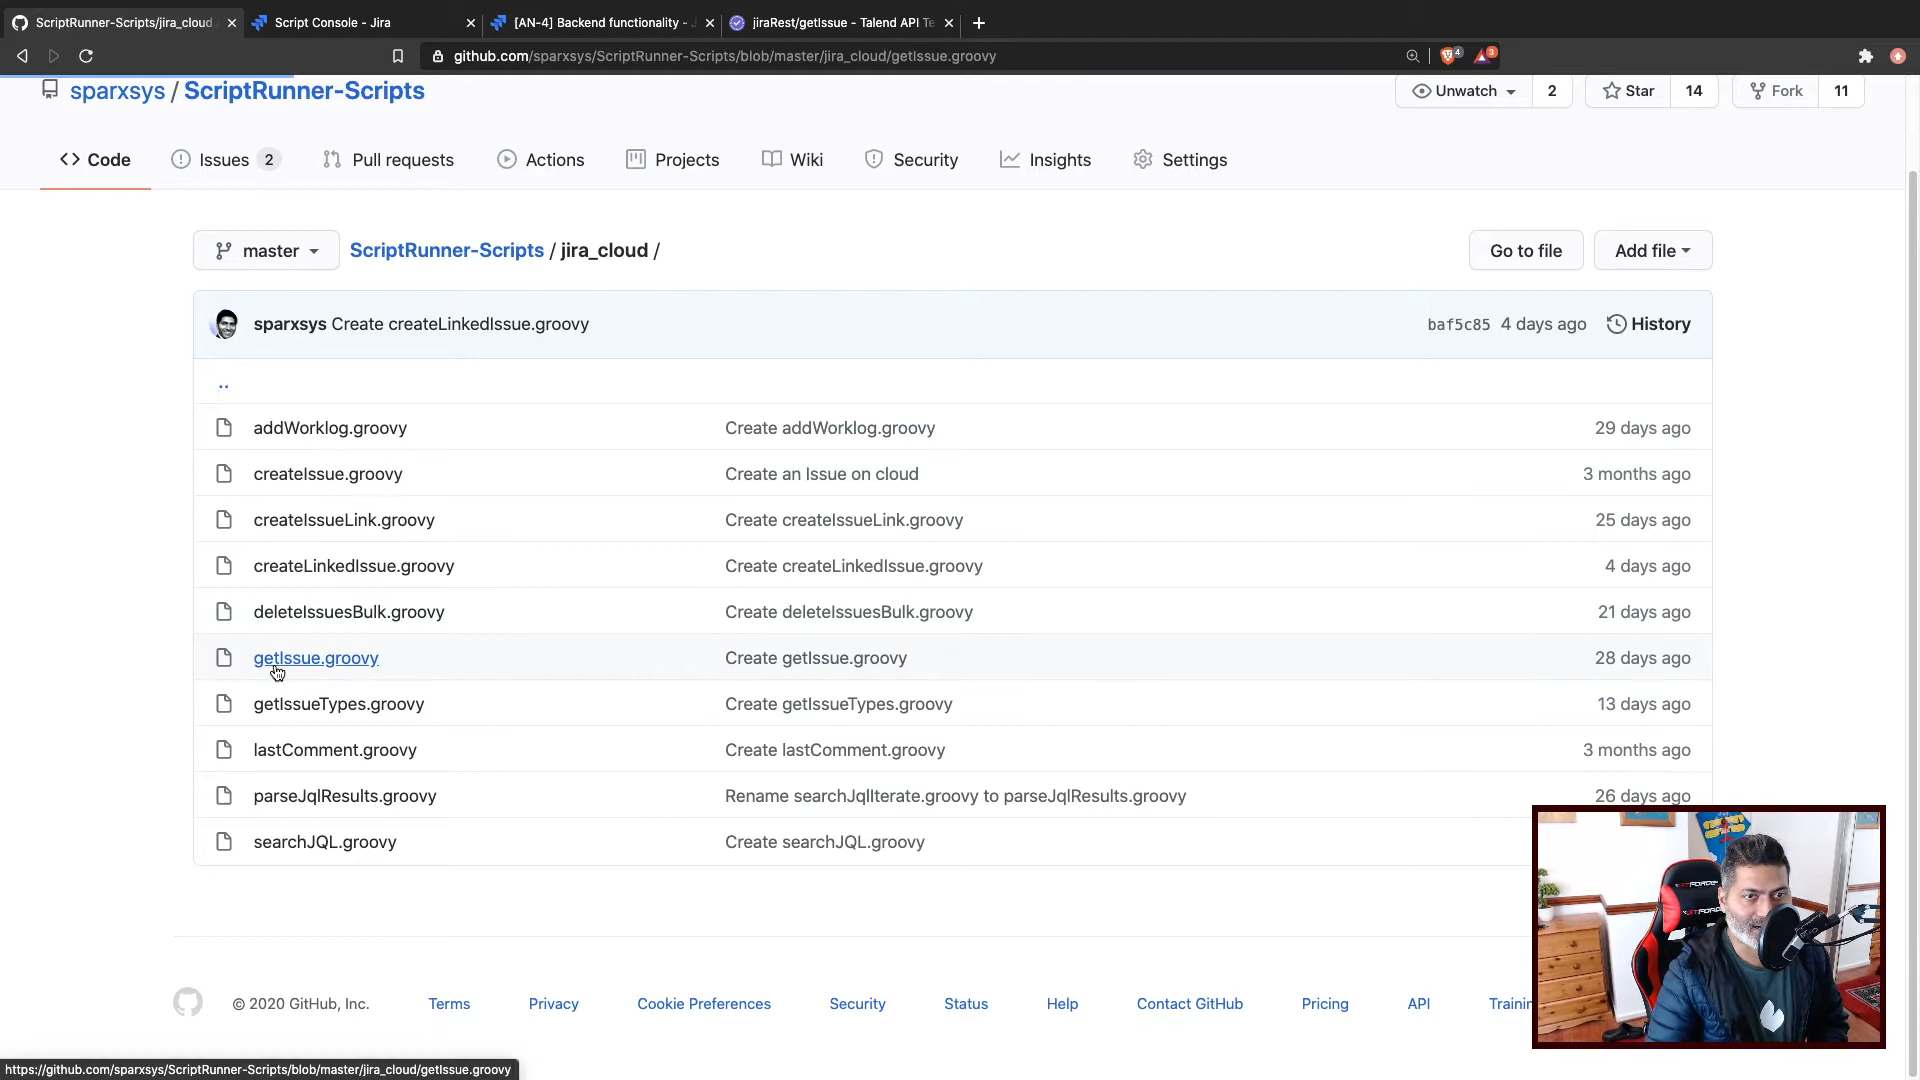 ScriptRunner-Scripts/jira_cloud
Script Console - Jira
[AN-4] Backend functionality -
jiraRest/getIssue - Talend API Te
github.com/sparxsys/ScriptRunner-Scripts/blob/master/jira_cloud/getIssue.groovy
4
3
sparxsys / ScriptRunner-Scripts
Unwatch 2
Star 14
Fork 11
Code
Issues 2
Pull requests
Actions
Projects
Wiki
Security
Insights
Settings
master
ScriptRunner-Scripts / jira_cloud /
Go to file
Add file
sparxsys Create createLinkedIssue.groovy
baf5c85 4 days ago
History
..
addWorklog.groovy Create addWorklog.groovy 29 days ago
createIssue.groovy Create an Issue on cloud 3 months ago
createIssueLink.groovy Create createIssueLink.groovy 25 days ago
createLinkedIssue.groovy Create createLinkedIssue.groovy 4 days ago
deleteIssuesBulk.groovy Create deleteIssuesBulk.groovy 21 days ago
getIssue.groovy Create getIssue.groovy 28 days ago
getIssueTypes.groovy Create getIssueTypes.groovy 13 days ago
lastComment.groovy Create lastComment.groovy 3 months ago
parseJqlResults.groovy Rename searchJqlIterate.groovy to parseJqlResults.groovy 26 days ago
searchJQL.groovy Create searchJQL.groovy
© 2020 GitHub, Inc.
Terms
Privacy
Cookie Preferences
Security
Status
Help
Contact GitHub
Pricing
API
Trainin
https://github.com/sparxsys/ScriptRunner-Scripts/blob/master/jira_cloud/getIssue.groovy